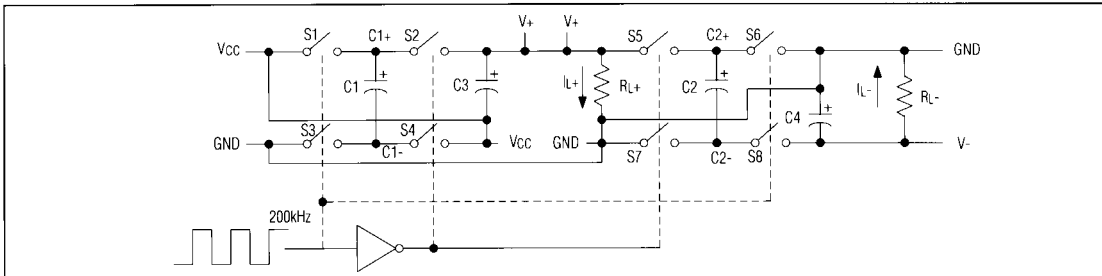 S1 C1+ S2 V+ V+ S5 C2+ S6
VCC GND
C1 C3 IL+ RL+ C2 IL- RL-
+ + + +
S3 S4 C4
GND C1- VCC GND S7 C2- S8 V-
200kHz